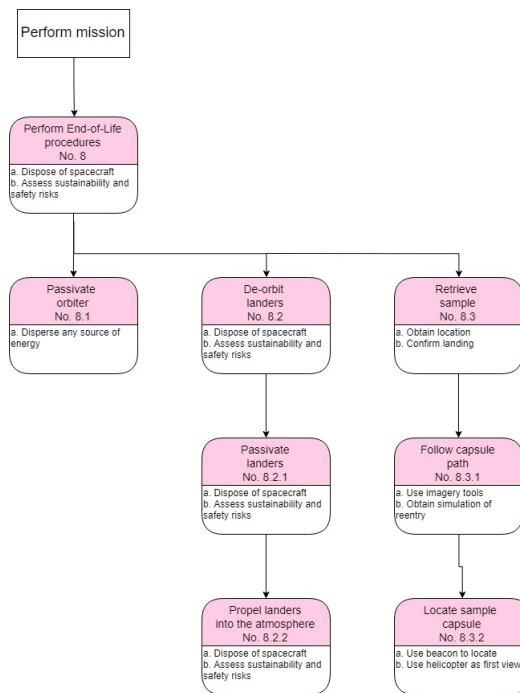 Perform mission
Perform End-of-Life
procedures
No. 8
a. Dispose of spacecraft
b. Assess sustainability and
safety risks
Passivate
orbiter
No. 8.1
a. Disperse any source of
energy
De-orbit
landers
No. 8.2
a. Dispose of spacecraft
b. Assess sustainability and
safety risks
Retrieve
sample
No. 8.3
a. Obtain location
b. Confirm landing
Passivate
landers
No. 8.2.1
a. Dispose of spacecraft
b. Assess sustainability and
safety risks
Follow capsule
path
No. 8.3.1
a. Use imagery tools
b. Obtain simulation of
reentry
Propel landers
into the atmosphere
No. 8.2.2
a. Dispose of spacecraft
b. Assess sustainability and
safety risks
Locate sample
capsule
No. 8.3.2
a. Use beacon to locate
b. Use helicopter as first view